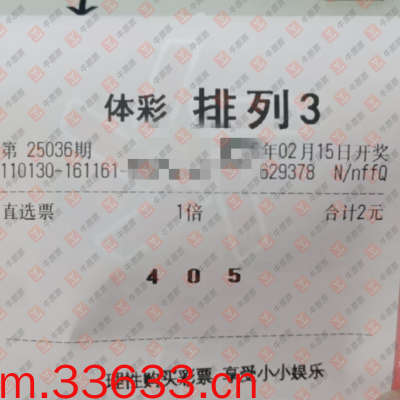 体彩 排列3
第 25036期 年02月15日开奖
110130-161161- 629378 N/nffQ
直选票 1倍 合计2元
4 0 5
理性购买彩票 享受小小娱乐
m.33633.cn